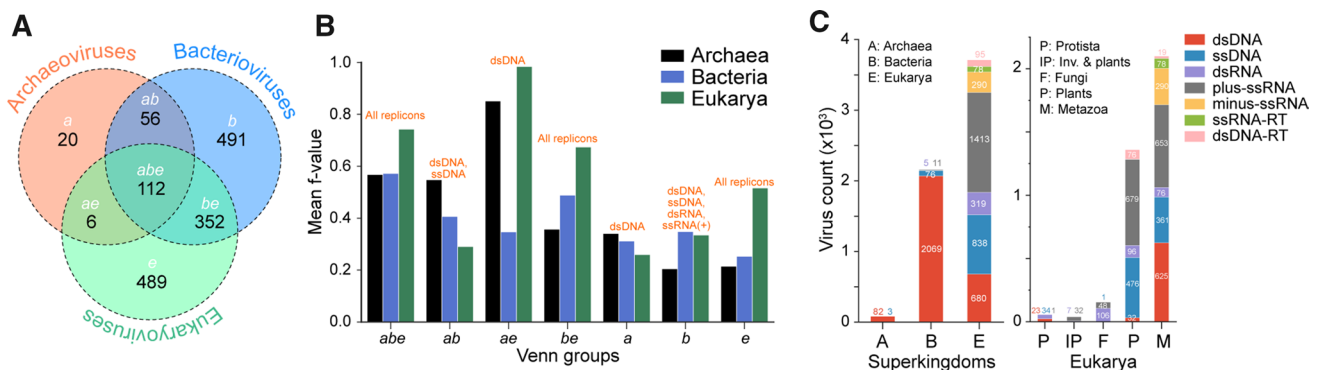 A
Archaeoviruses
Bacterioviruses
a
20
ab
56
b
491
abe
112
ae
6
be
352
e
489
Eukaryoviruses
B
Archaea
Bacteria
Eukarya
Mean f-value
1.0
0.8
0.6
0.4
0.2
0.0
All replicons
dsDNA,
ssDNA
dsDNA
All replicons
dsDNA
dsDNA,
ssDNA,
dsRNA,
ssRNA(+)
All replicons
abe ab ae be a b e
Venn groups
C
A: Archaea
B: Bacteria
E: Eukarya
Virus count (x10³)
4
3
2
1
0
82 3
5 11
78
2069
95
78
290
1413
319
838
680
A B E
Superkingdoms
P: Protista
IP: Inv. & plants
F: Fungi
P: Plants
M: Metazoa
2
1
0
23 34 1
7 32
1
48
106
78
679
96
476
32
19
78
290
653
76
361
625
P IP F P M
Eukarya
dsDNA
ssDNA
dsRNA
plus-ssRNA
minus-ssRNA
ssRNA-RT
dsDNA-RT